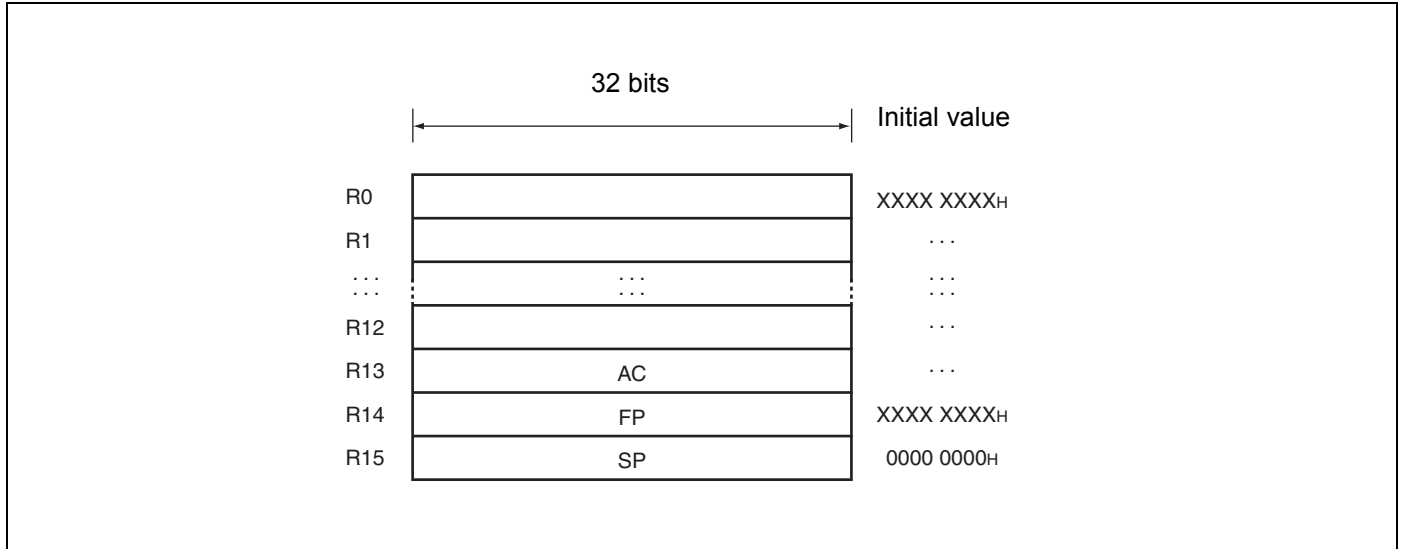 32 bits
Initial value
R0 XXXX XXXXH
R1 . . .
. . . . . . . . .
. . . . . . . . .
R12 . . .
R13 AC . . .
R14 FP XXXX XXXXH
R15 SP 0000 0000H